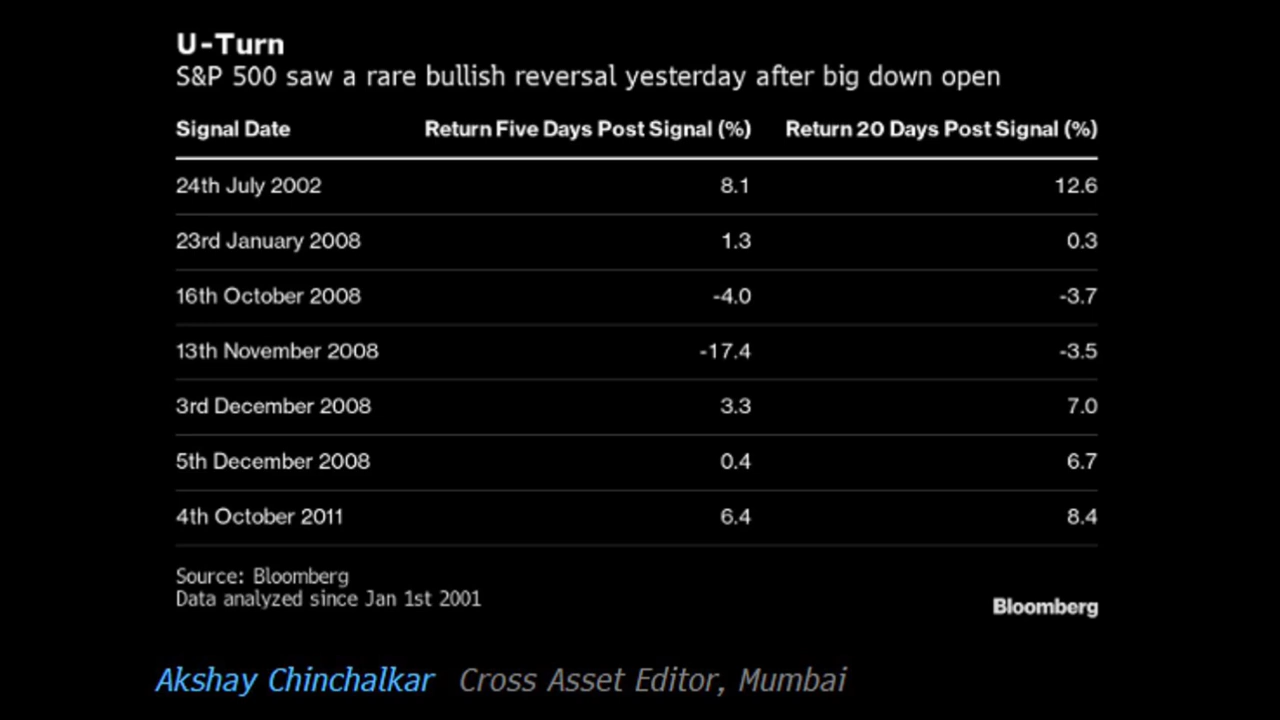 U-Turn
S&P 500 saw a rare bullish reversal yesterday after big down open
Signal Date Return Five Days Post Signal (%) Return 20 Days Post Signal (%)
24th July 2002 8.1 12.6
23rd January 2008 1.3 0.3
16th October 2008 -4.0 -3.7
13th November 2008 -17.4 -3.5
3rd December 2008 3.3 7.0
5th December 2008 0.4 6.7
4th October 2011 6.4 8.4
Source: Bloomberg
Data analyzed since Jan 1st 2001
Bloomberg
Akshay Chinchalkar Cross Asset Editor, Mumbai